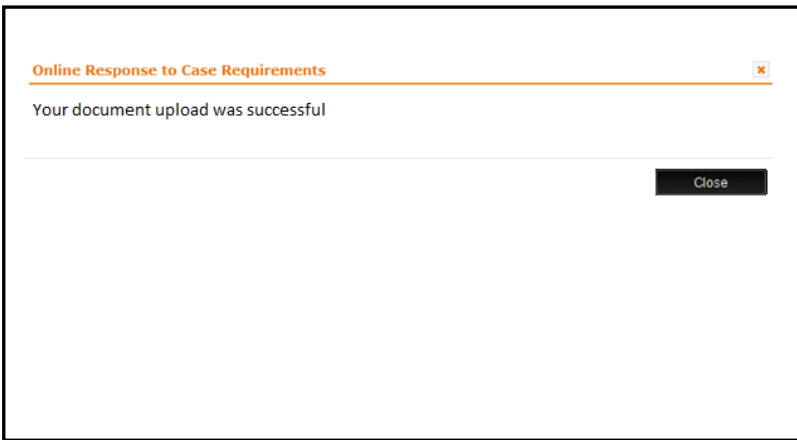 Online Response to Case Requirements
Your document upload was successful
Close